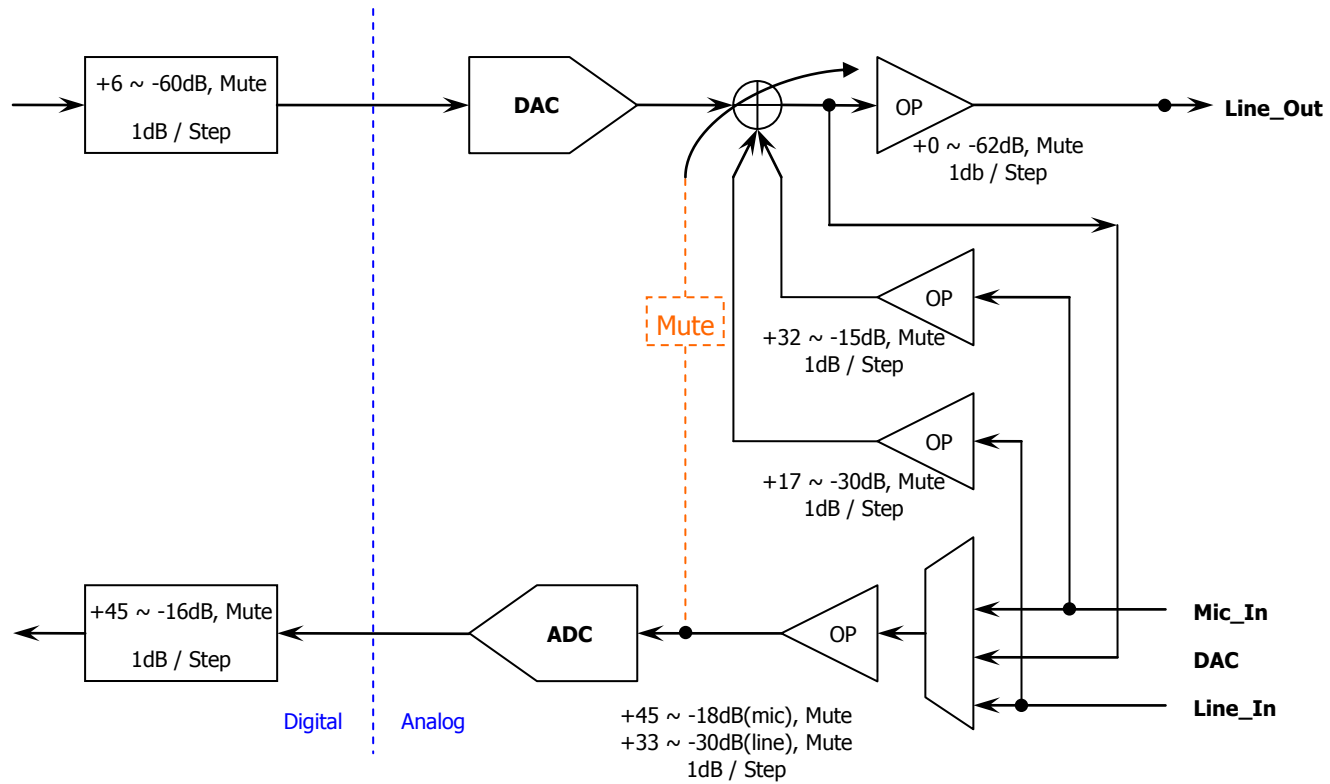 +6 ~ -60dB, Mute
1dB / Step
DAC
OP
Line_Out
+0 ~ -62dB, Mute
1db / Step
OP
Mute
+32 ~ -15dB, Mute
1dB / Step
OP
+17 ~ -30dB, Mute
1dB / Step
+45 ~ -16dB, Mute
1dB / Step
ADC
OP
Mic_In
DAC
Line_In
Digital
Analog
+45 ~ -18dB(mic), Mute
+33 ~ -30dB(line), Mute
1dB / Step